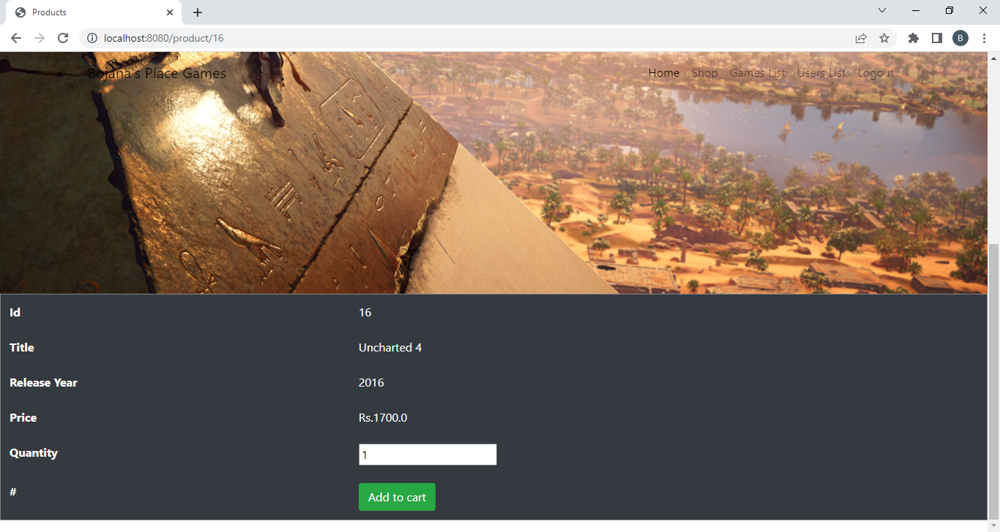 Products
localhost:8080/product/16
B
Bojana's Place Games
Home Shop Games List Users List Logout
Id 16
Title Uncharted 4
Release Year 2016
Price Rs.1700.0
Quantity 1
# Add to cart